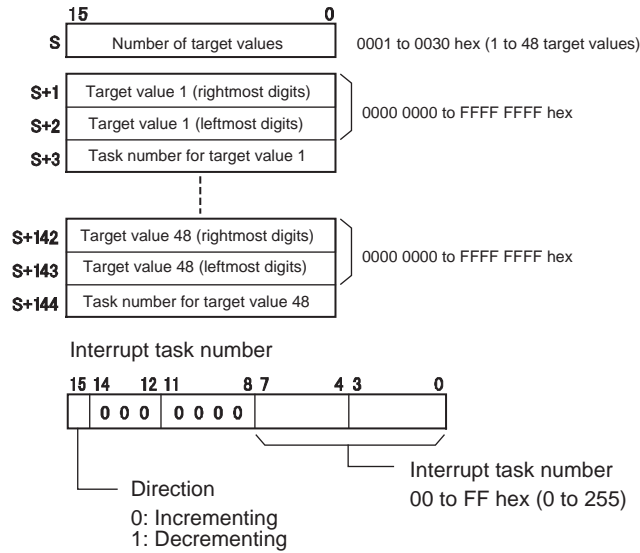 15 0
S Number of target values 0001 to 0030 hex (1 to 48 target values)
S+1 Target value 1 (rightmost digits)
0000 0000 to FFFF FFFF hex
S+2 Target value 1 (leftmost digits)
S+3 Task number for target value 1
S+142 Target value 48 (rightmost digits)
0000 0000 to FFFF FFFF hex
S+143 Target value 48 (leftmost digits)
S+144 Task number for target value 48
Interrupt task number
15 14 12 11 8 7 4 3 0
0 0 0 0 0 0 0
Interrupt task number
00 to FF hex (0 to 255)
Direction
0: Incrementing
1: Decrementing